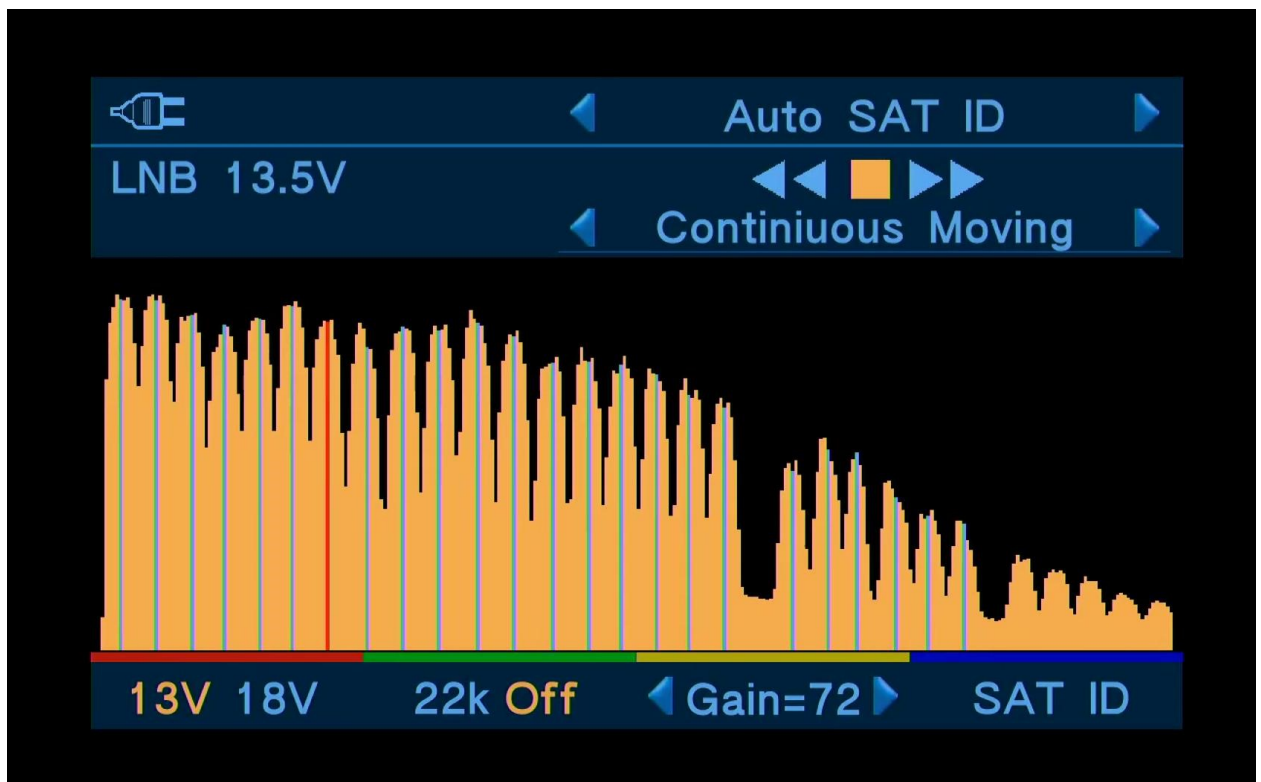 Auto SAT ID
LNB 13.5V
Continiuous Moving
13V 18V 22k Off Gain=72 SAT ID